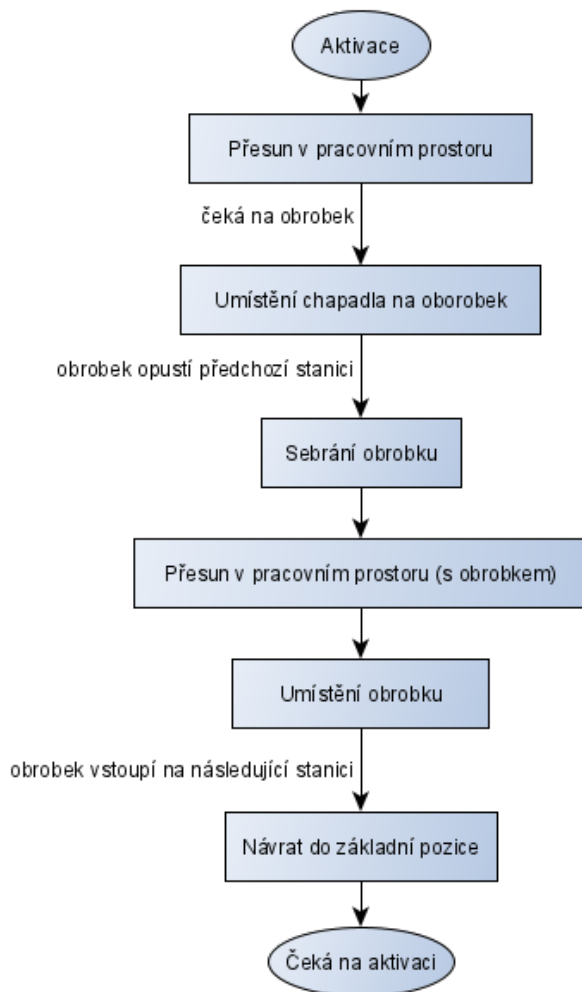 Aktivace
Přesun v pracovním prostoru
čeká na obrobek
Umístění chapadla na oborobek
obrobek opustí předchozí stanici
Sebrání obrobku
Přesun v pracovním prostoru (s obrobkem)
Umístění obrobku
obrobek vstoupí na následující stanici
Návrat do základní pozice
Čeká na aktivaci